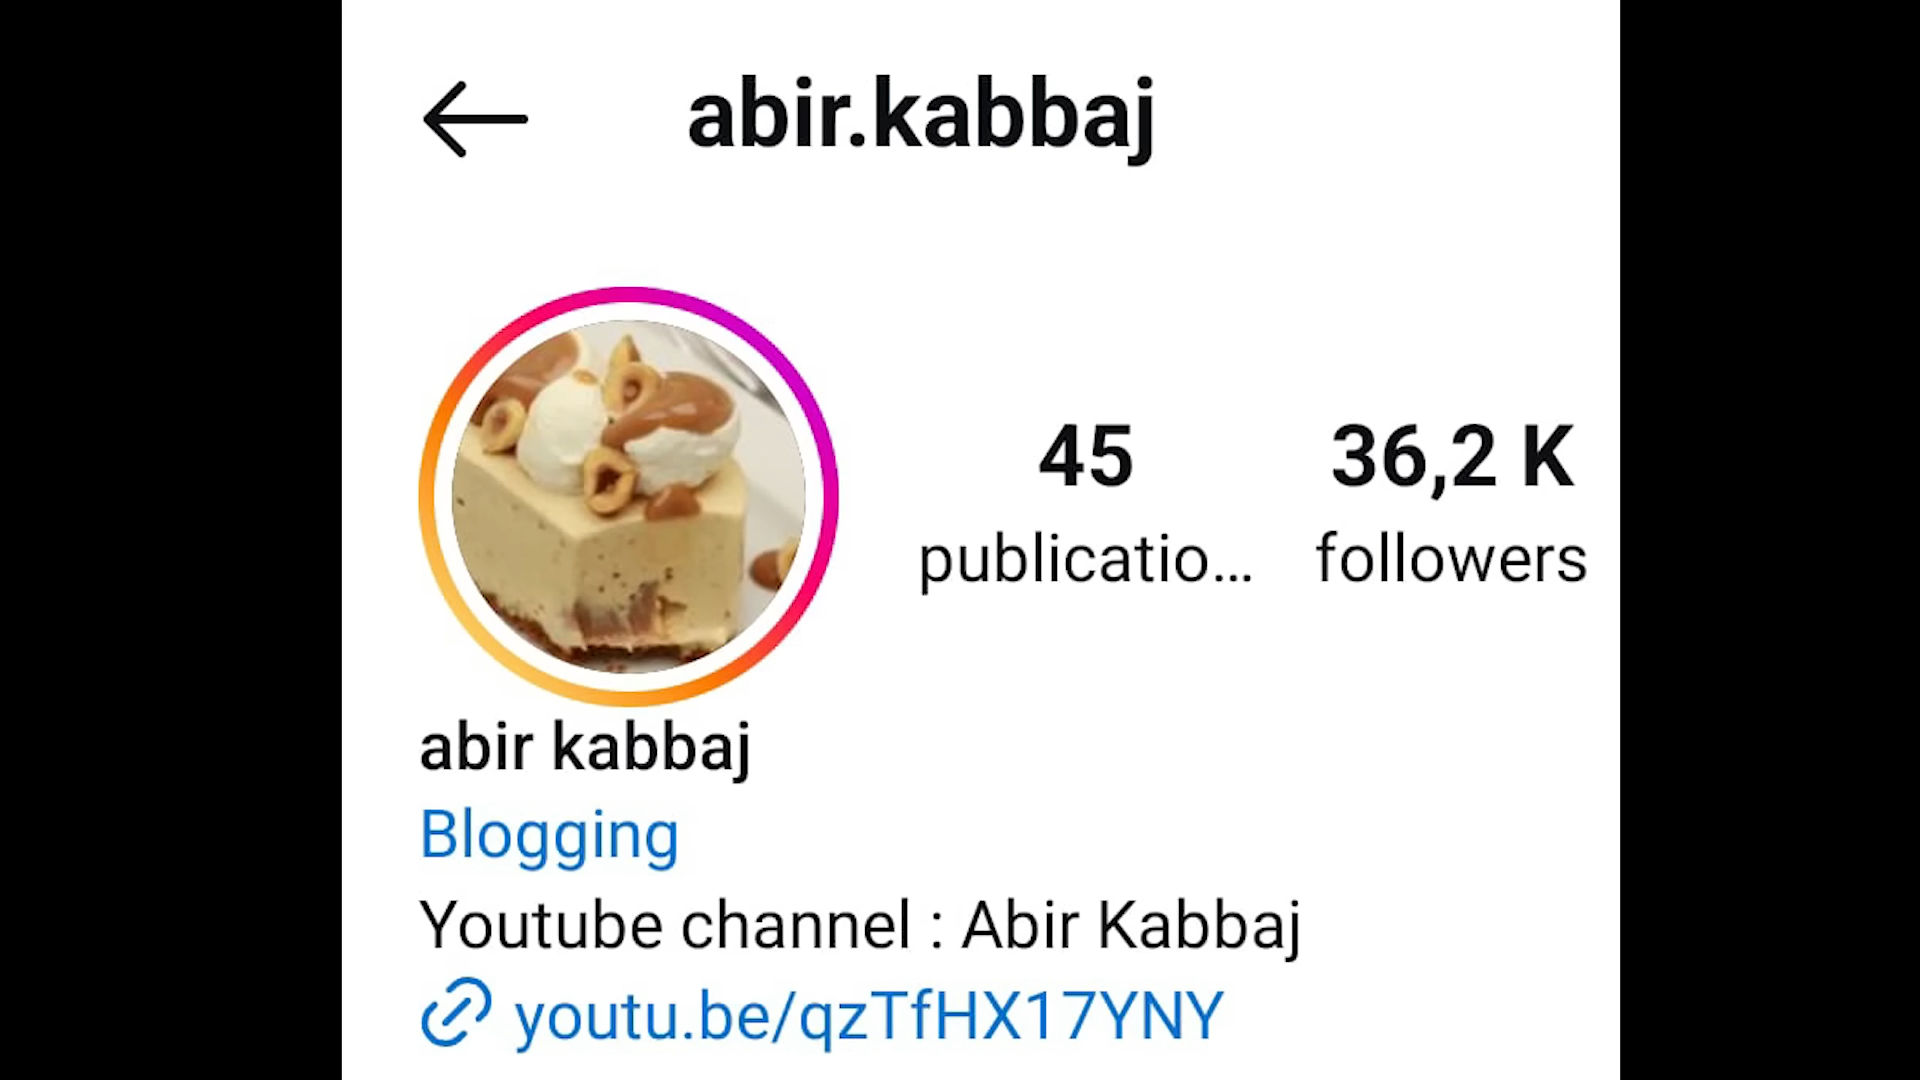 abir.kabbaj
45
publicatio...
36,2 K
followers
abir kabbaj
Blogging
Youtube channel : Abir Kabbaj
youtu.be/qzTfHX17YNY